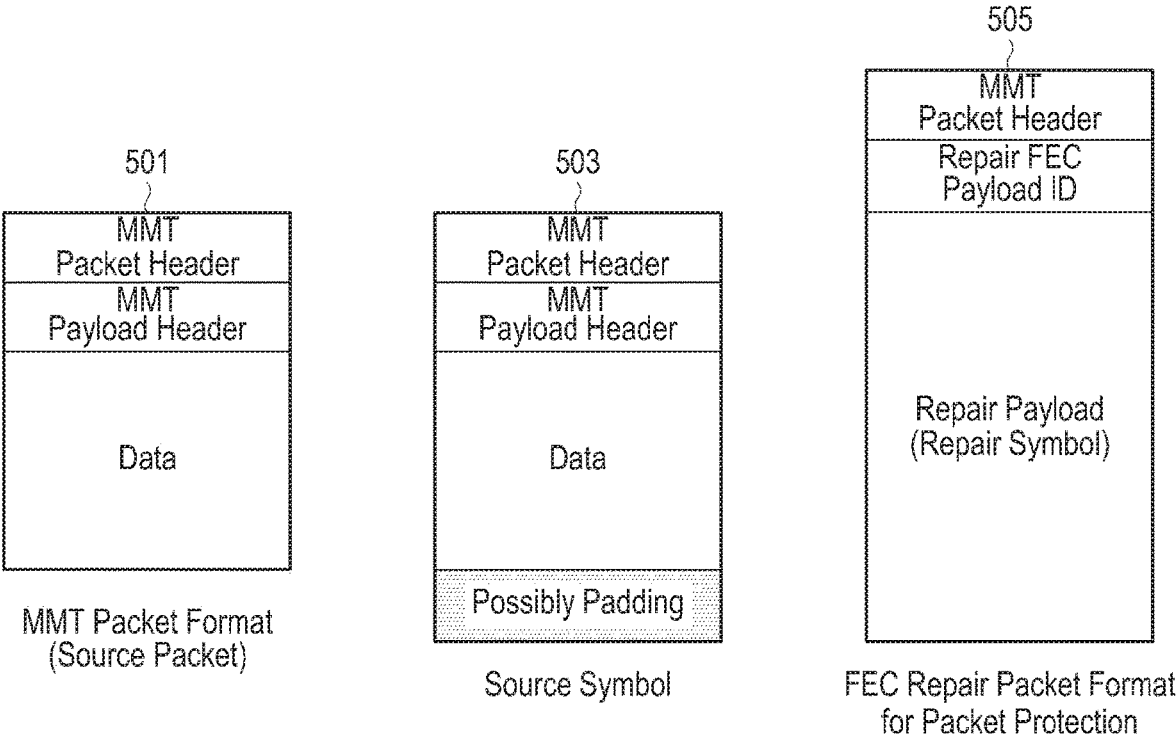 501
MMT
Packet Header
MMT
Payload Header
Data
MMT Packet Format
(Source Packet)
503
MMT
Packet Header
MMT
Payload Header
Data
Possibly Padding
Source Symbol
505
MMT
Packet Header
Repair FEC
Payload ID
Repair Payload
(Repair Symbol)
FEC Repair Packet Format
for Packet Protection